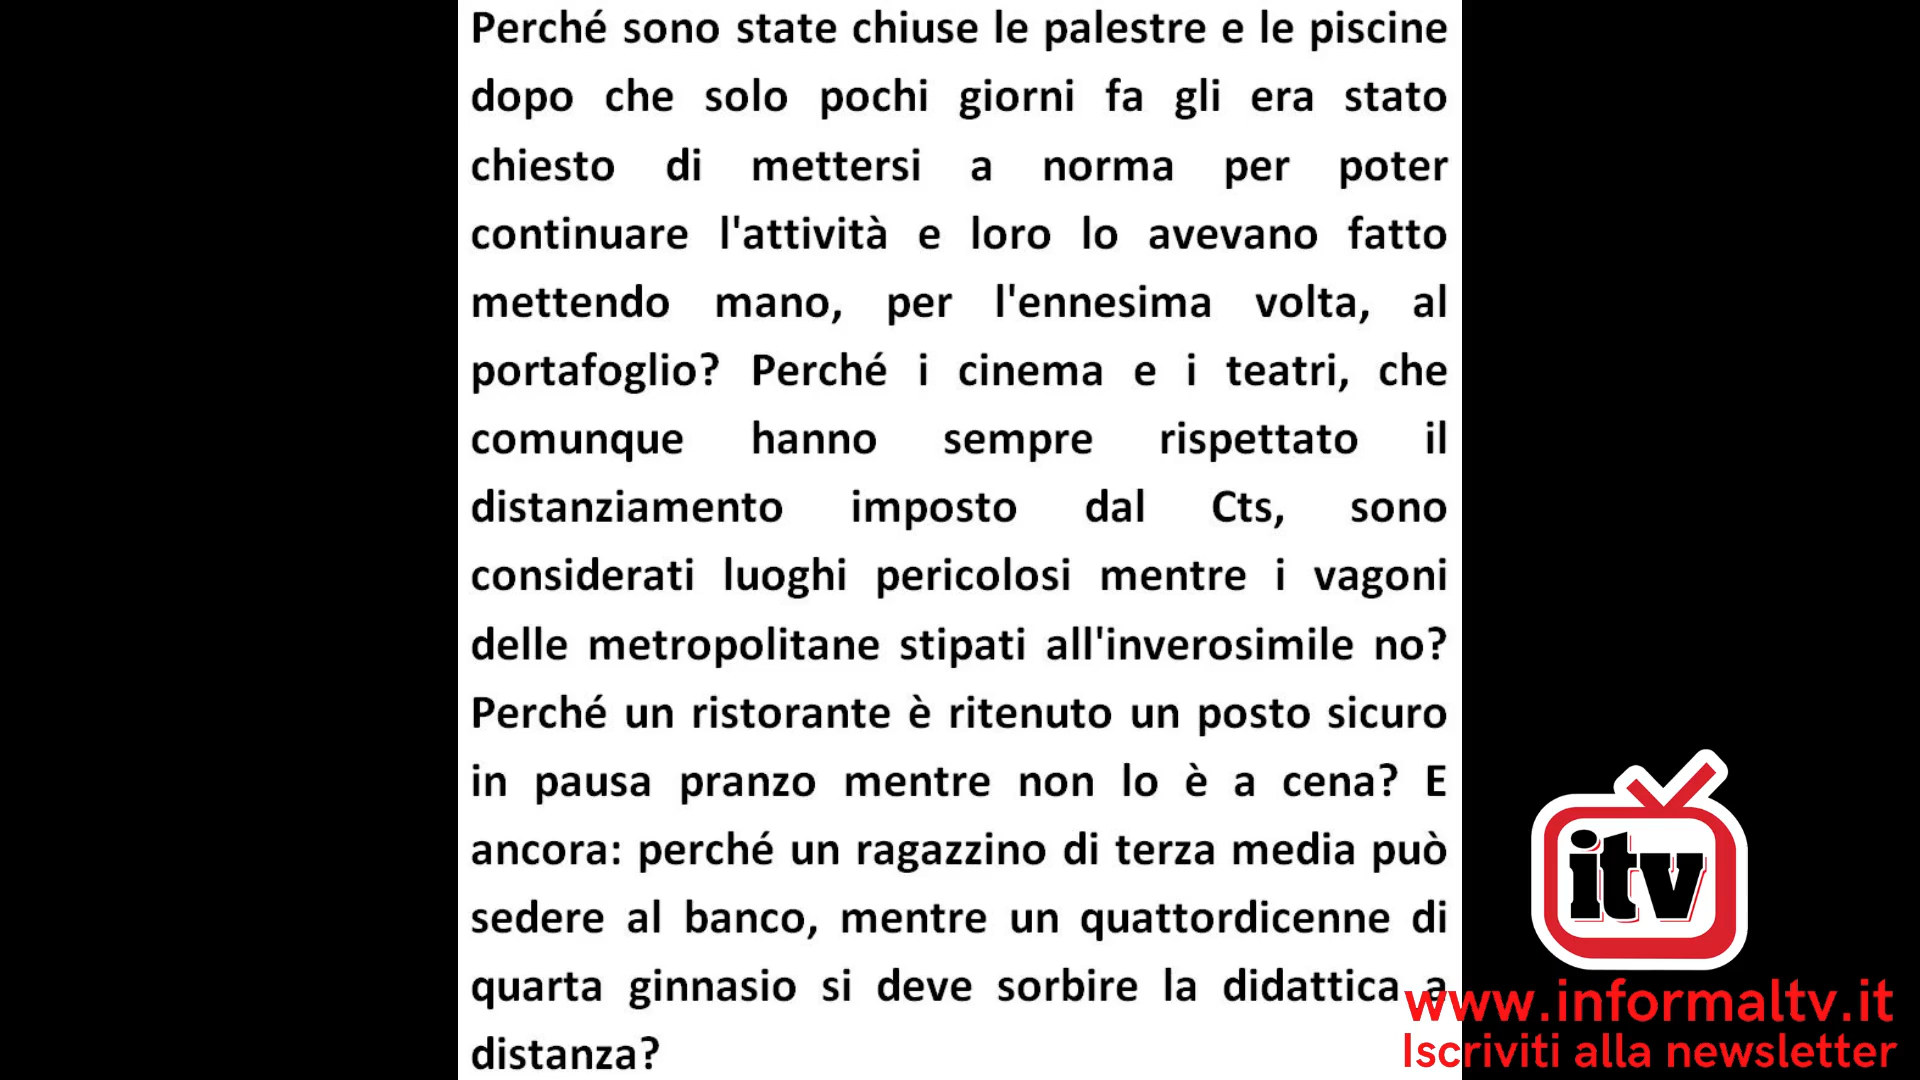 Perché sono state chiuse le palestre e le piscine
dopo che solo pochi giorni fa gli era stato
chiesto di mettersi a norma per poter
continuare l'attività e loro lo avevano fatto
mettendo mano, per l'ennesima volta, al
portafoglio? Perché i cinema e i teatri, che
comunque hanno sempre rispettato il
distanziamento imposto dal Cts, sono
considerati luoghi pericolosi mentre i vagoni
delle metropolitane stipati all'inverosimile no?
Perché un ristorante è ritenuto un posto sicuro
in pausa pranzo mentre non lo è a cena? E
ancora: perché un ragazzino di terza media può
sedere al banco, mentre un quattordicenne di
quarta ginnasio si deve sorbire la didattica a
distanza?
itv
www.informaltv.it
Iscriviti alla newsletter